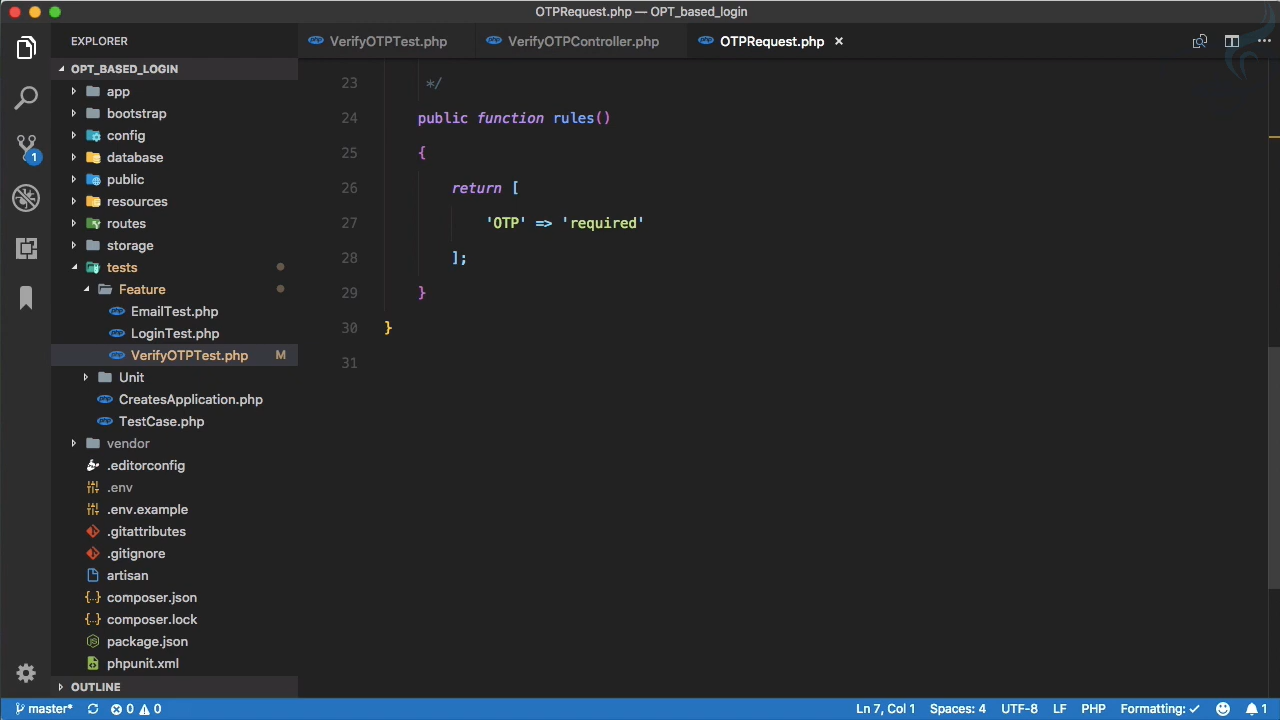 OTPRequest.php — OPT_based_login
EXPLORER
VerifyOTPTest.php
VerifyOTPController.php
OTPRequest.php ×
OPT_BASED_LOGIN
app
bootstrap
config
database
public
resources
routes
storage
tests
Feature
EmailTest.php
LoginTest.php
VerifyOTPTest.php M
Unit
CreatesApplication.php
TestCase.php
vendor
.editorconfig
.env
.env.example
.gitattributes
.gitignore
artisan
composer.json
composer.lock
package.json
phpunit.xml
OUTLINE
1
23 */
24 public function rules()
25 {
26 return [
27 'OTP' => 'required'
28 ];
29 }
30 }
31
master* 0 0
Ln 7, Col 1 Spaces: 4 UTF-8 LF PHP Formatting: ✓ 1